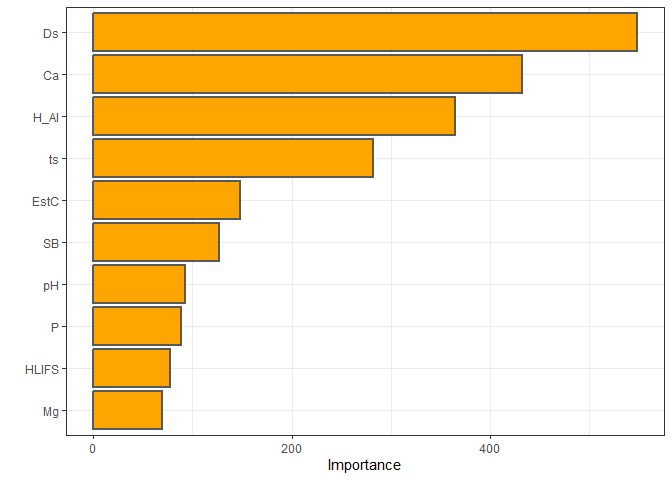 Ds
Ca
H_Al
ts
EstC
SB
pH
P
HLIFS
Mg
0 200 400
Importance